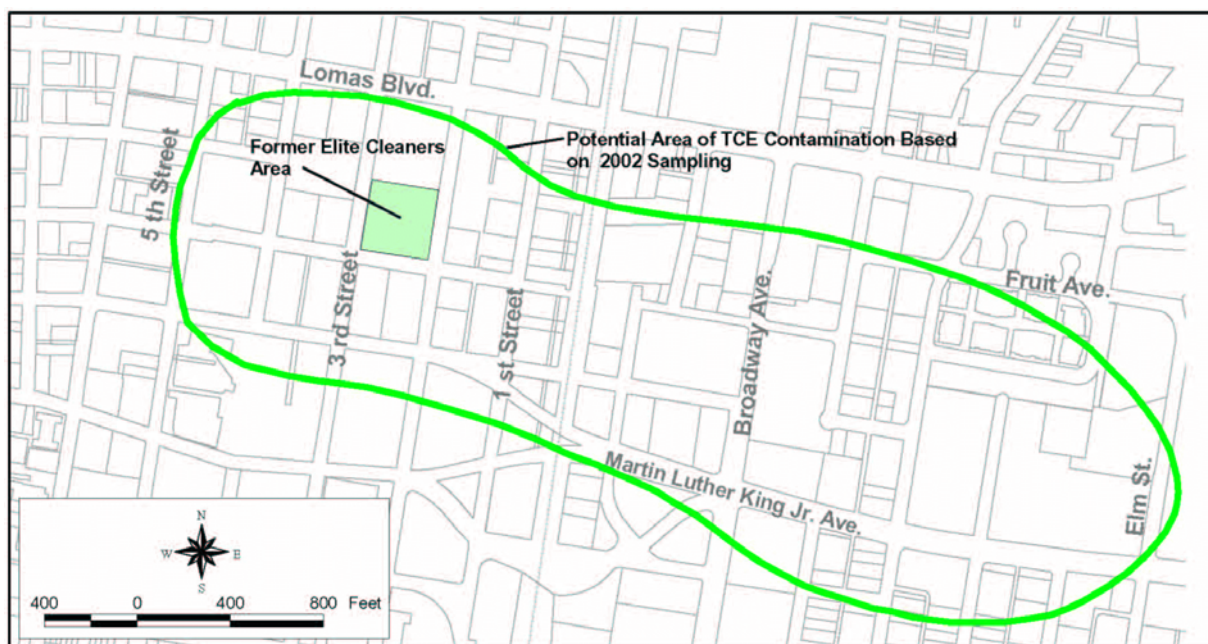 Lomas Blvd.
Former Elite Cleaners
Area
Potential Area of TCE Contamination Based
on 2002 Sampling
5 th Street
3 rd Street
1 st Street
Broadway Ave.
Fruit Ave.
Martin Luther King Jr. Ave.
Elm St.
N
W E
S
400 0 400 800 Feet